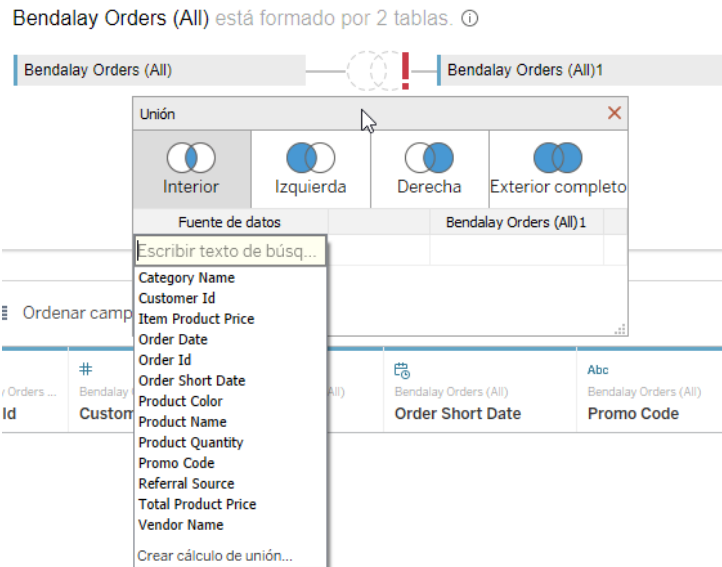 Bendalay Orders (All) está formado por 2 tablas.
Bendalay Orders (All)
Bendalay Orders (All)1
Unión
Interior
Izquierda
Derecha
Exterior completo
Fuente de datos
Bendalay Orders (All)1
Escribir texto de búsq...
Category Name
Customer Id
Item Product Price
Order Date
Order Id
Order Short Date
Product Color
Product Name
Product Quantity
Promo Code
Referral Source
Total Product Price
Vendor Name
Crear cálculo de unión...
Ordenar camp
Orders ...
Id
#
Bendalay
Custom
All)
Bendalay Orders (All)
Order Short Date
Abc
Bendalay Orders (All)
Promo Code